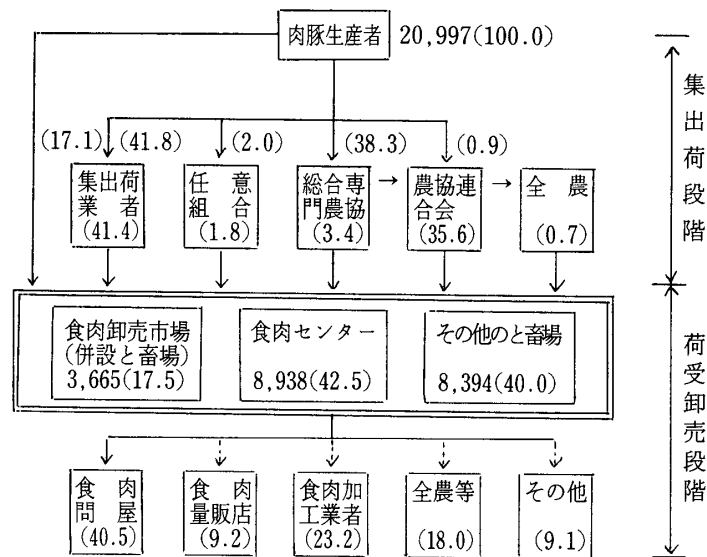 肉豚生産者 20,997(100.0)
(17.1) (41.8) (2.0) (38.3) (0.9)
集出荷
業者
(41.4)
任意
組合
(1.8)
総合専
門農協
(3.4)
農協連
合会
(35.6)
全農
(0.7)
集出荷段階
食肉卸売市場
(併設と畜場)
3,665(17.5)
食肉センター
8,938(42.5)
その他のと畜場
8,394(40.0)
荷受卸売段階
食肉
問屋
(40.5)
食肉
量販店
(9.2)
食肉加
工業者
(23.2)
全農等
(18.0)
その他
(9.1)